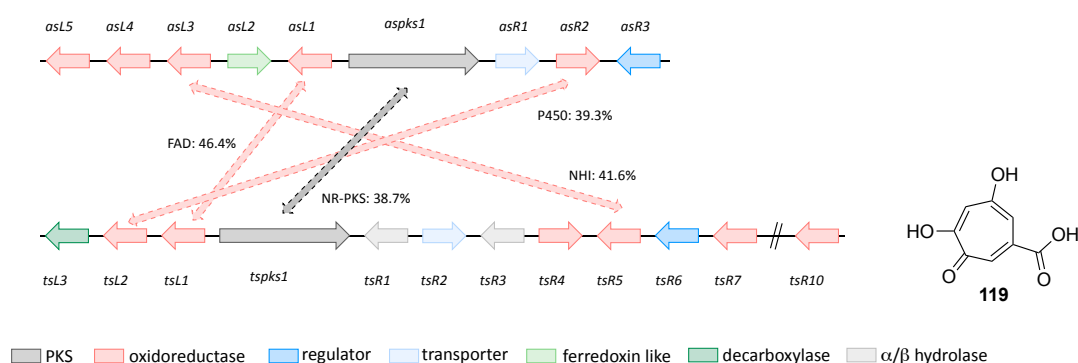 asL5 asL4 asL3 asL2 asL1 aspks1 asR1 asR2 asR3
P450: 39.3%
FAD: 46.4%
NHI: 41.6%
NR-PKS: 38.7%
tsL3 tsL2 tsL1 tspks1 tsR1 tsR2 tsR3 tsR4 tsR5 tsR6 tsR7 tsR10
OH
HO
OH
O
O
119
PKS oxidoreductase regulator transporter ferredoxin like decarboxylase α/β hydrolase